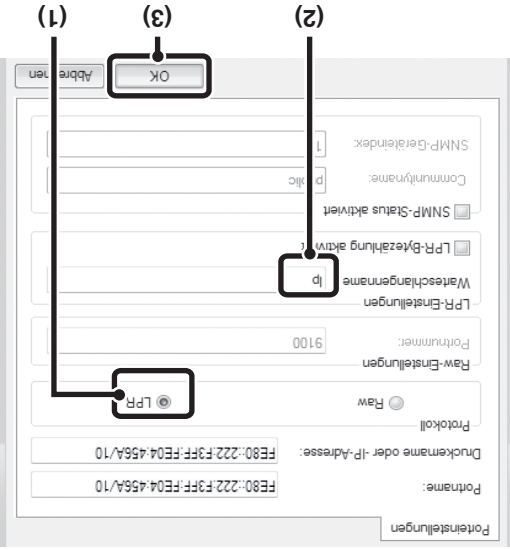 Porteinstellungen
Portname: FE80::222:F3FF:FE04:456A/10
Druckername oder -IP-Adresse: FE80::222:F3FF:FE04:456A/10
Protokoll
Raw LPR
Raw-Einstellungen
Portnummer: 9100
LPR-Einstellungen
Warteschlangenname lp
LPR-Bytezählung aktiviert
SNMP-Status aktiviert
Communityname: public
SNMP-Geräteindex: 1
OK Abbrechen
(2) (3) (1)